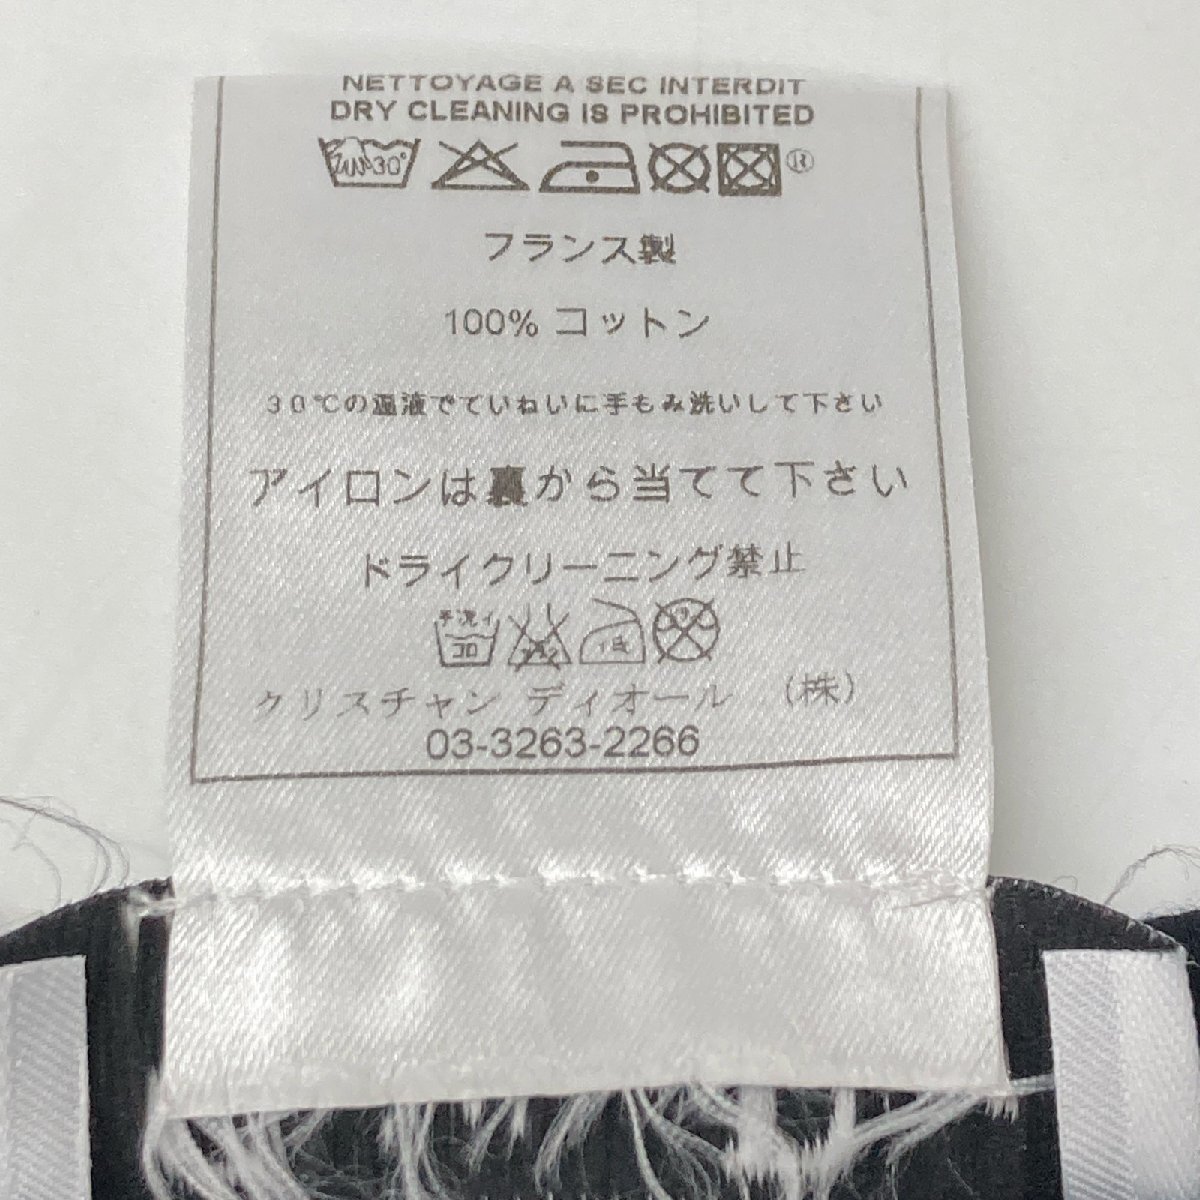 NETTOYAGE A SEC INTERDIT
DRY CLEANING IS PROHIBITED
30° ®
フランス製
100% コットン
30℃の温液でていねいに手もみ洗いして下さい
アイロンは裏から当てて下さい
ドライクリーニング禁止
手洗イ
30
クリスチャン ディオール (株)
03-3263-2266